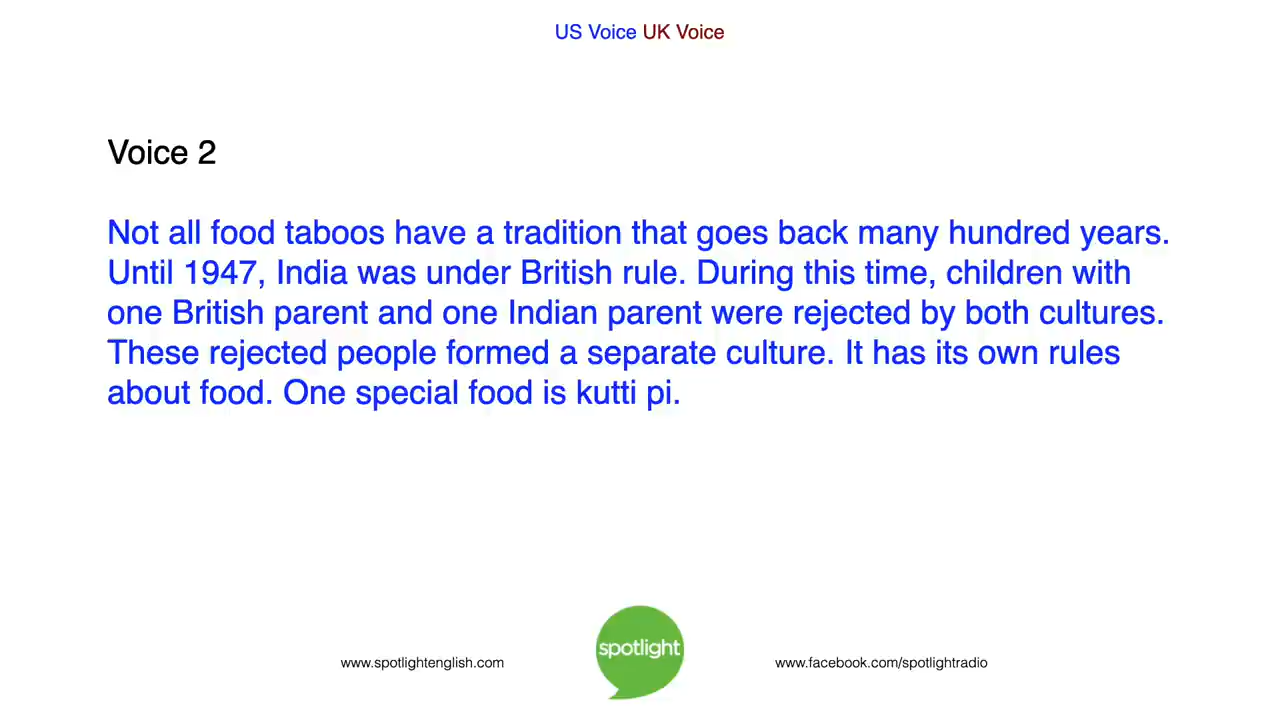 US Voice UK Voice
Voice 2
Not all food taboos have a tradition that goes back many hundred years.
Until 1947, India was under British rule. During this time, children with
one British parent and one Indian parent were rejected by both cultures.
These rejected people formed a separate culture. It has its own rules
about food. One special food is kutti pi.
spotlight
www.spotlightenglish.com
www.facebook.com/spotlightradio